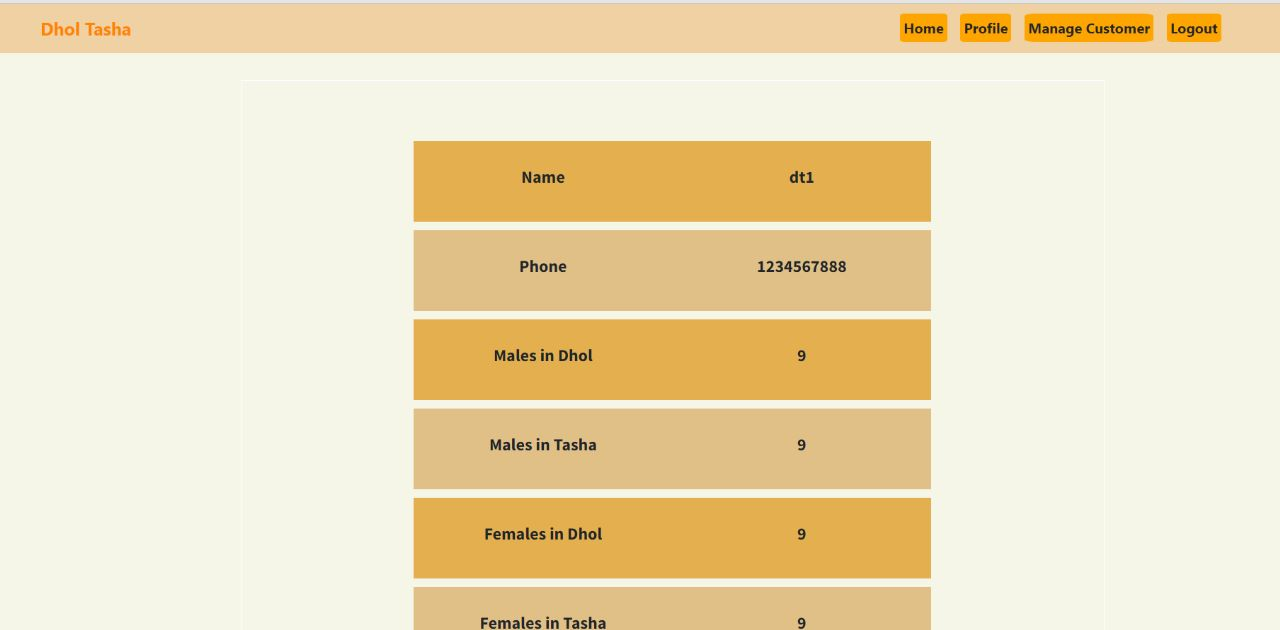 Dhol Tasha Home Profile Manage Customer Logout
Name dt1
Phone 1234567888
Males in Dhol 9
Males in Tasha 9
Females in Dhol 9
Females in Tasha 9